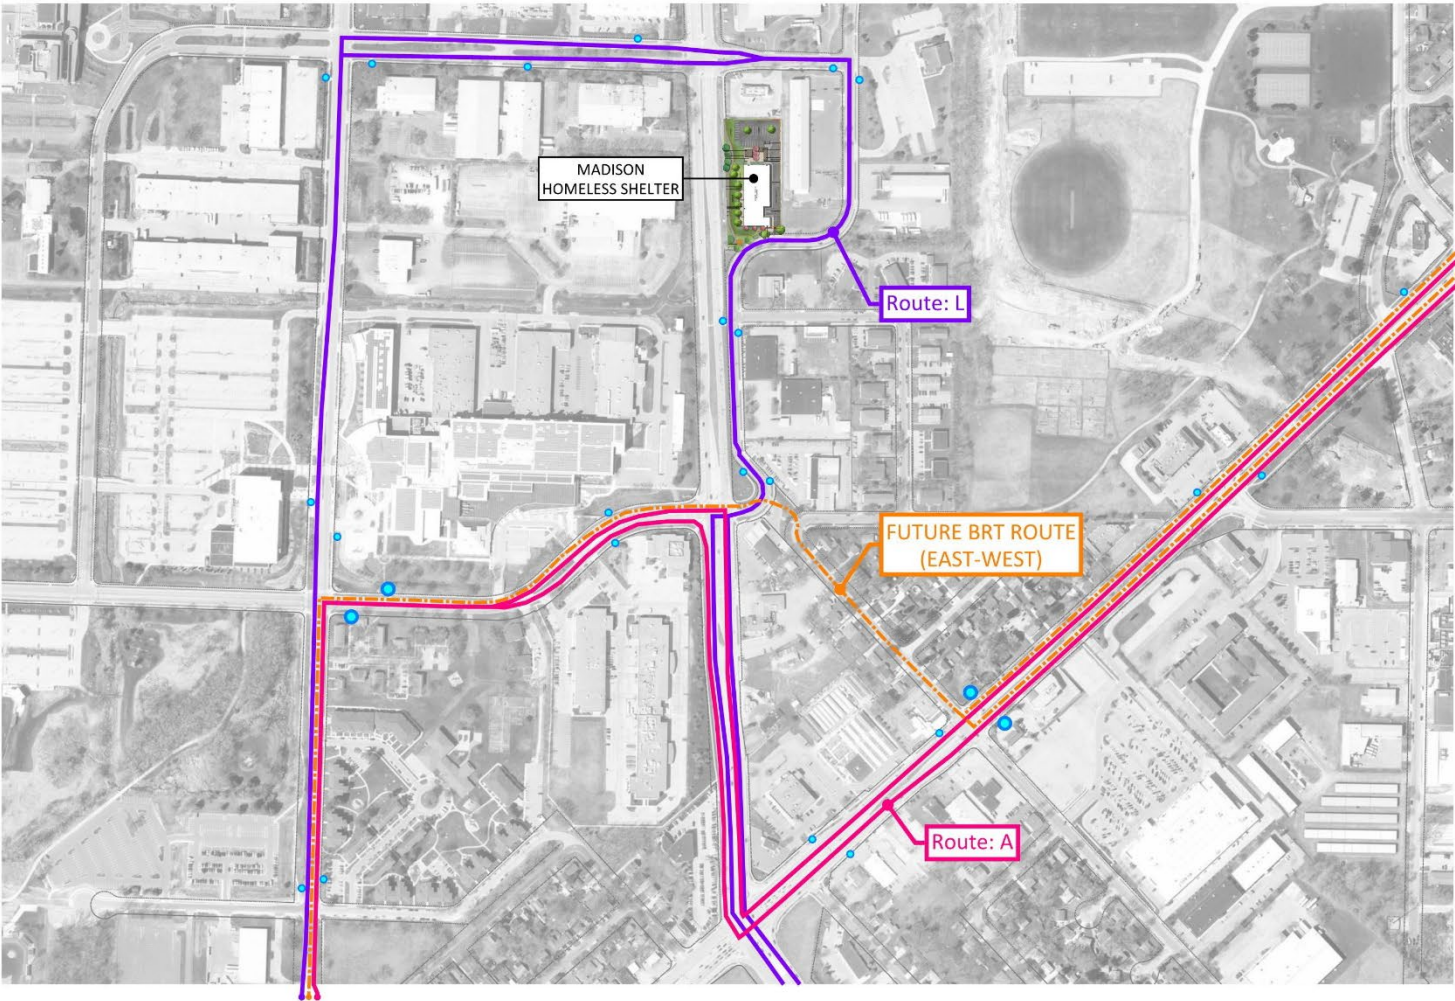 MADISON
HOMELESS SHELTER
Route: L
FUTURE BRT ROUTE
(EAST-WEST)
Route: A